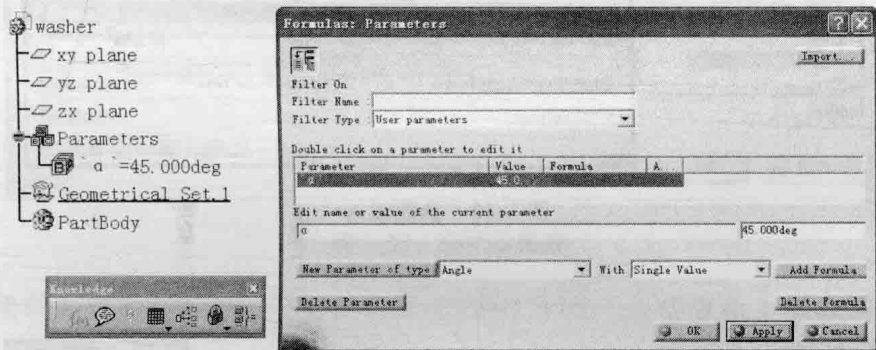 washer
xy plane
yz plane
zx plane
Parameters
`α`=45.000deg
Geometrical Set.1
PartBody
Knowledge
Formulas: Parameters
Import...
Filter On
Filter Name :
Filter Type : User parameters
Double click on a parameter to edit it
Parameter Value Formula A..
45.0
Edit name or value of the current parameter
α 45.000deg
New Parameter of type Angle With Single Value Add Formula
Delete Parameter Delete Formula
OK Apply Cancel